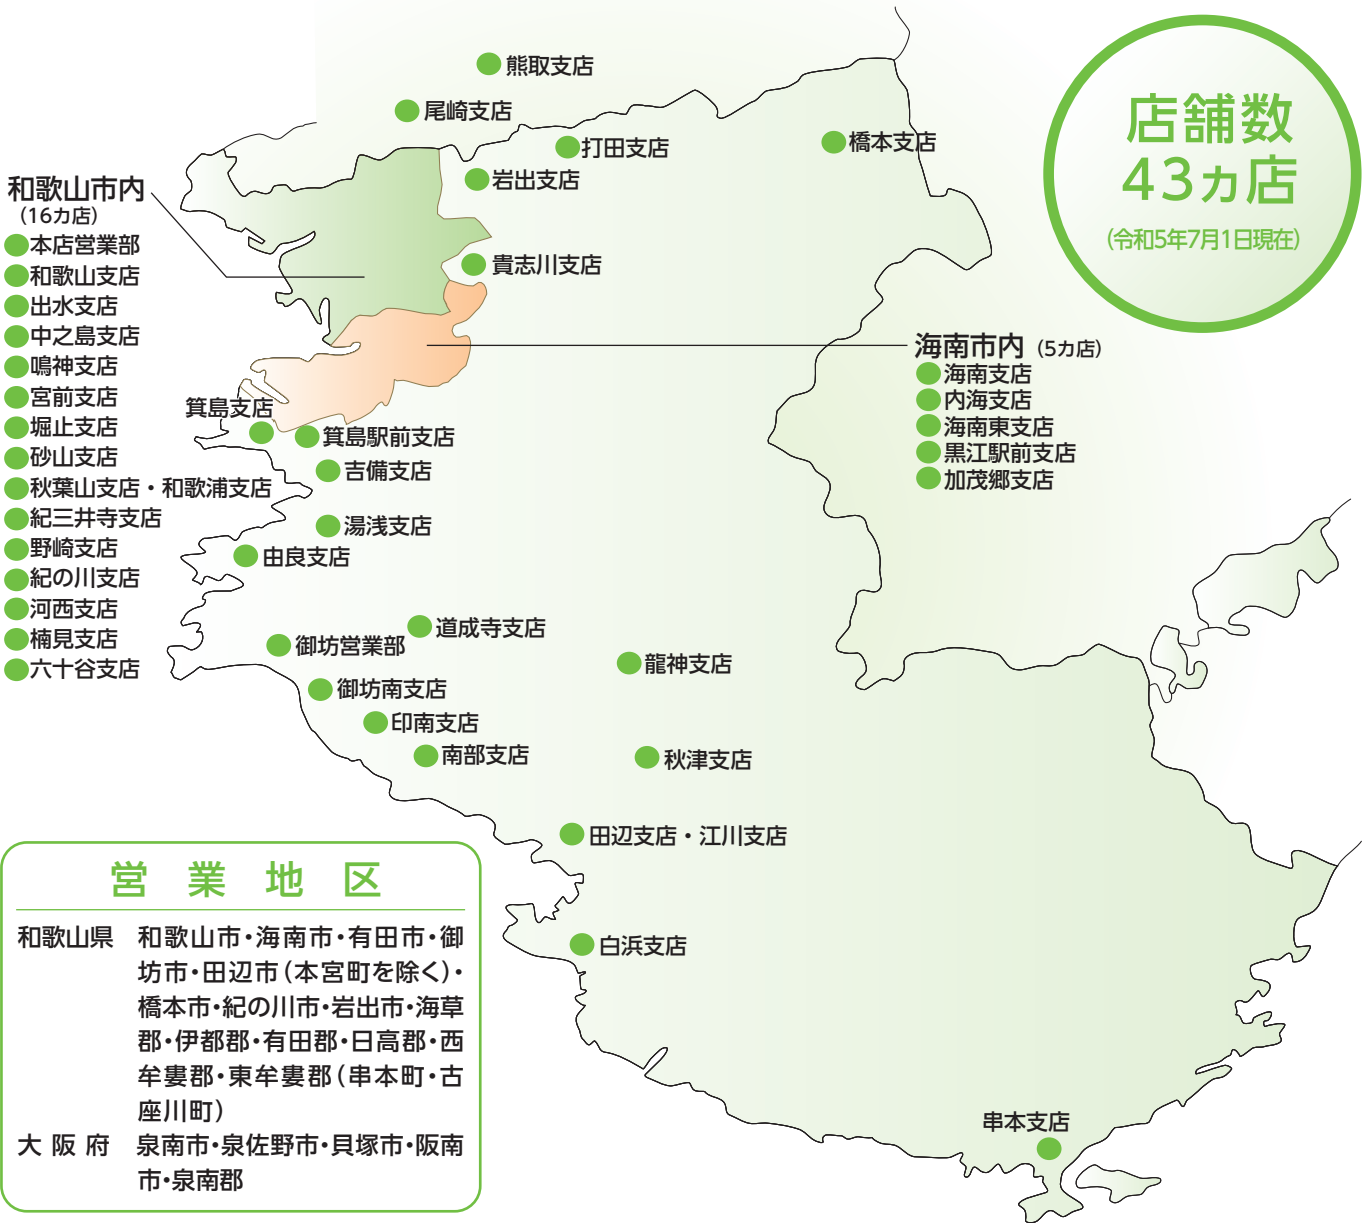 店舗数
43ヵ店
(令和5年7月1日現在)
熊取支店
尾崎支店
打田支店
橋本支店
岩出支店
貴志川支店
和歌山市内
(16カ店)
本店営業部
和歌山支店
出水支店
中之島支店
鳴神支店
宮前支店
堀止支店
砂山支店
秋葉山支店・和歌浦支店
紀三井寺支店
野崎支店
紀の川支店
河西支店
楠見支店
六十谷支店
海南市内 (5カ店)
海南支店
内海支店
海南東支店
黒江駅前支店
加茂郷支店
箕島支店
箕島駅前支店
吉備支店
湯浅支店
由良支店
道成寺支店
御坊営業部
龍神支店
御坊南支店
印南支店
南部支店
秋津支店
田辺支店・江川支店
白浜支店
串本支店
営業地区
和歌山県 和歌山市・海南市・有田市・御
坊市・田辺市(本宮町を除く)・
橋本市・紀の川市・岩出市・海草
郡・伊都郡・有田郡・日高郡・西
牟婁郡・東牟婁郡(串本町・古
座川町)
大阪府 泉南市・泉佐野市・貝塚市・阪南
市・泉南郡